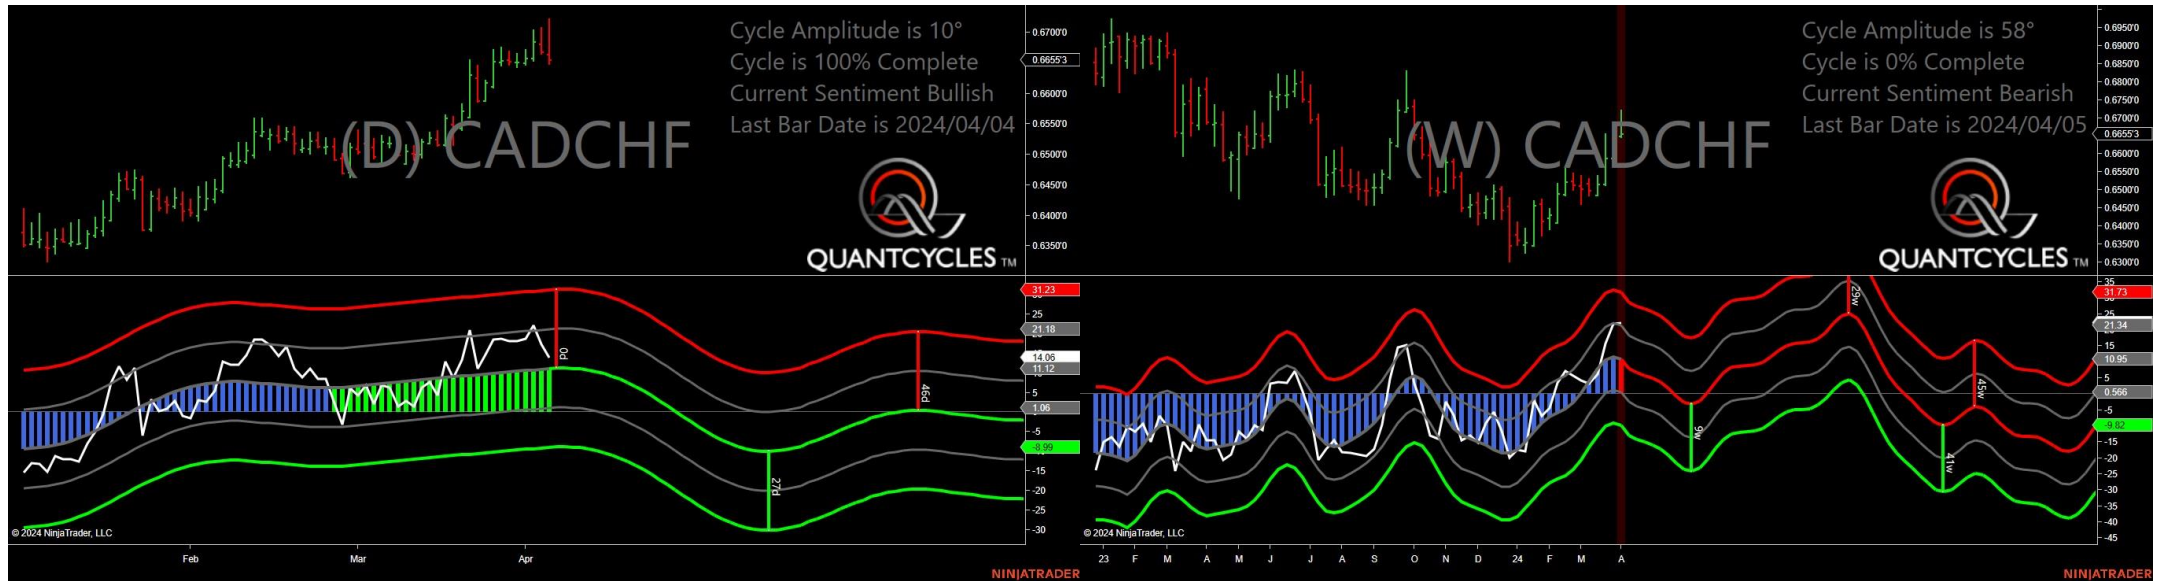 Cycle Amplitude is 10°
Cycle is 100% Complete
Current Sentiment Bullish
Last Bar Date is 2024/04/04
(D) CADCHF
QUANTCYCLES TM
0.6700'0
0.6655'3
0.6600'0
0.6550'0
0.6500'0
0.6450'0
0.6400'0
0.6350'0
31.23
25
21.18
14.06
11.12
5
1.06
-5
-8.99
-15
-20
-25
-30
0d
27d
46d
© 2024 NinjaTrader, LLC
Feb Mar Apr
NINJATRADER
Cycle Amplitude is 58°
Cycle is 0% Complete
Current Sentiment Bearish
Last Bar Date is 2024/04/05
(W) CADCHF
QUANTCYCLES TM
0.6950'0
0.6900'0
0.6850'0
0.6800'0
0.6750'0
0.6700'0
0.6655'3
0.6600'0
0.6550'0
0.6500'0
0.6450'0
0.6400'0
0.6350'0
0.6300'0
35
31.73
25
21.34
15
10.95
5
0.566
-5
-9.82
-15
-20
-25
-30
-35
-40
-45
9w
29w
41w
45w
© 2024 NinjaTrader, LLC
23 F M A M J J A S O N D 24 F M A
NINJATRADER